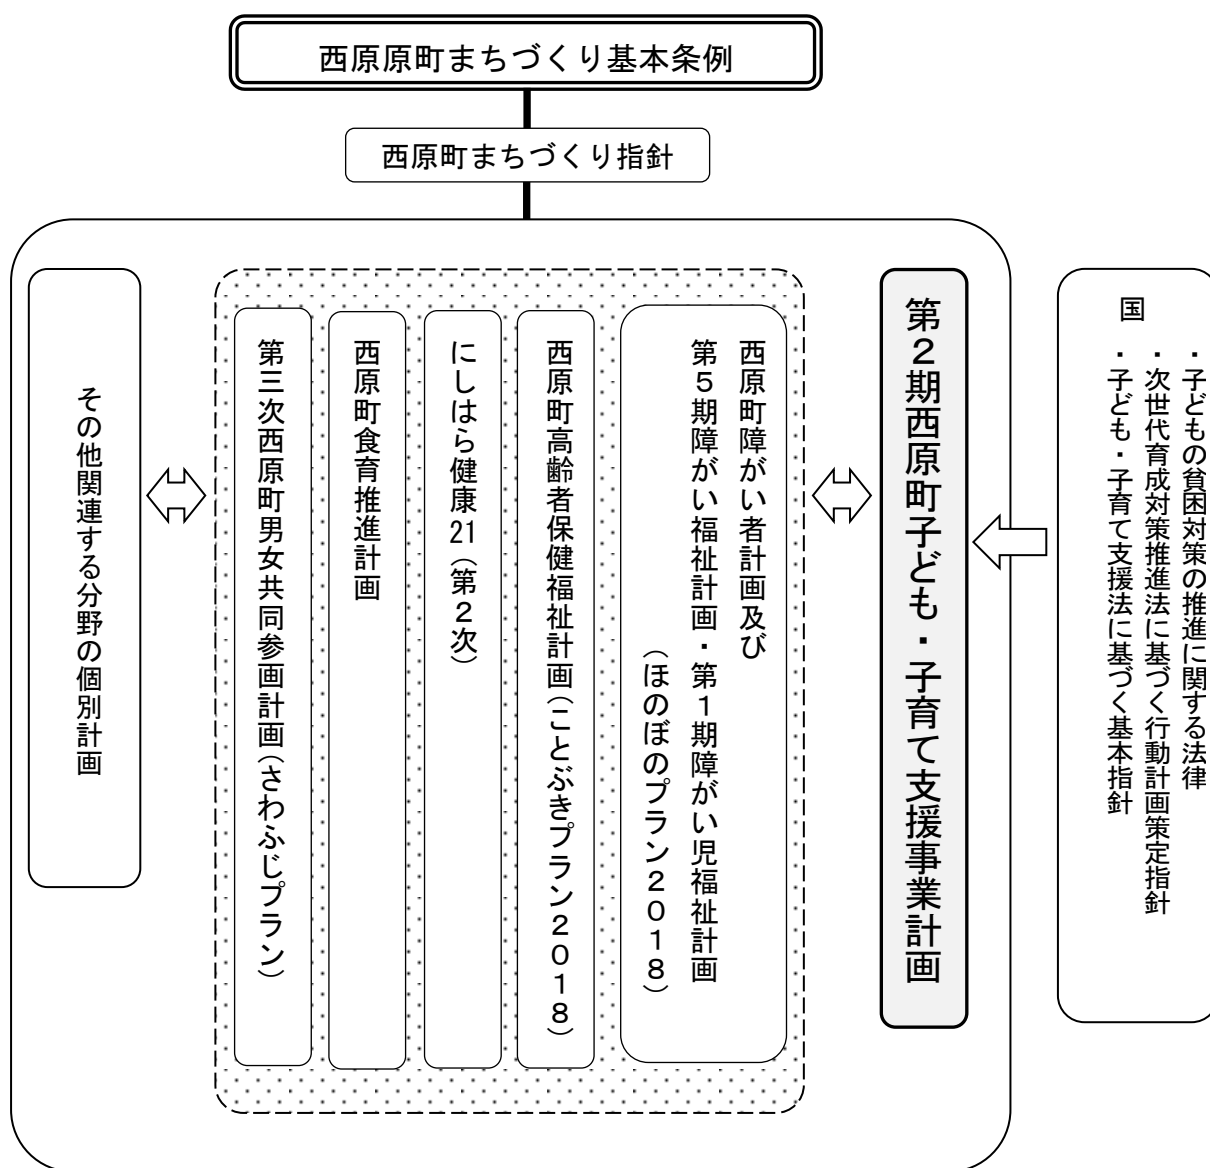 西原原町まちづくり基本条例
西原町まちづくり指針
国
・子どもの貧困対策の推進に関する法律
・次世代育成対策推進法に基づく行動計画策定指針
・子ども・子育て支援法に基づく基本指針
第2期西原町子ども・子育て支援事業計画
西原町障がい者計画及び
第5期障がい福祉計画・第1期障がい児福祉計画
(ほのぼのプラン2018)
西原町高齢者保健福祉計画(ことぶきプラン2018)
にしはら健康21(第2次)
西原町食育推進計画
第三次西原町男女共同参画計画(さわふじプラン)
その他関連する分野の個別計画